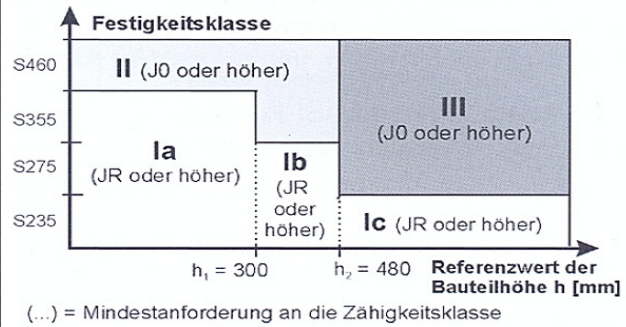 Festigkeitsklasse
S460
II (J0 oder höher)
S355
III
(J0 oder höher)
Ia
(JR oder höher)
Ib
(JR
oder
höher)
S275
S235
Ic (JR oder höher)
h₁ = 300
h₂ = 480
Referenzwert der
Bauteilhöhe h [mm]
(...) = Mindestanforderung an die Zähigkeitsklasse